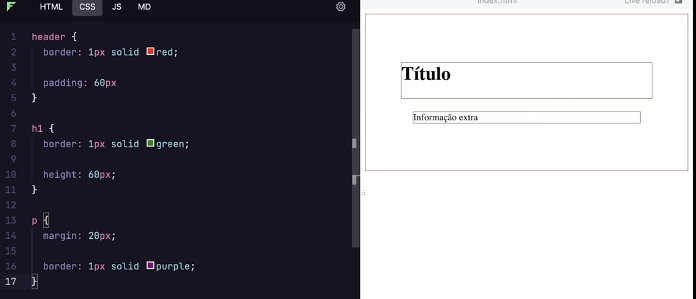 HTML CSS JS MD
index.html Live reload?
1 header {
2 border: 1px solid red;
3
4 padding: 60px
5 }
6
7 h1 {
8 border: 1px solid green;
9
10 height: 60px;
11 }
12
13 p {
14 margin: 20px;
15
16 border: 1px solid purple;
17 }
Título
Informação extra